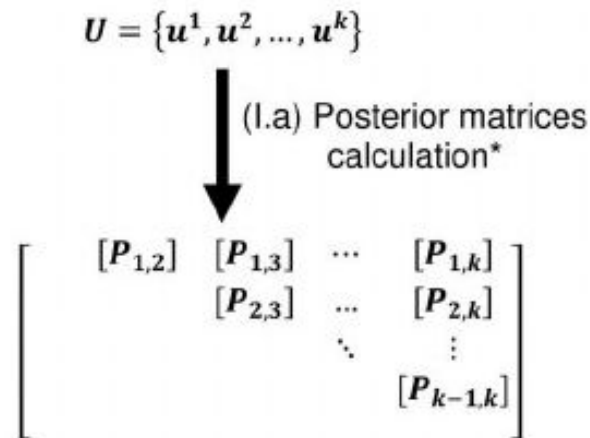 U = {u¹, u², ..., uᵏ}
(I.a) Posterior matrices
calculation*
[P₁,₂] [P₁,₃] ⋯ [P₁,ₖ]
[P₂,₃] ... [P₂,ₖ]
⋱ ⋮
[Pₖ₋₁,ₖ]